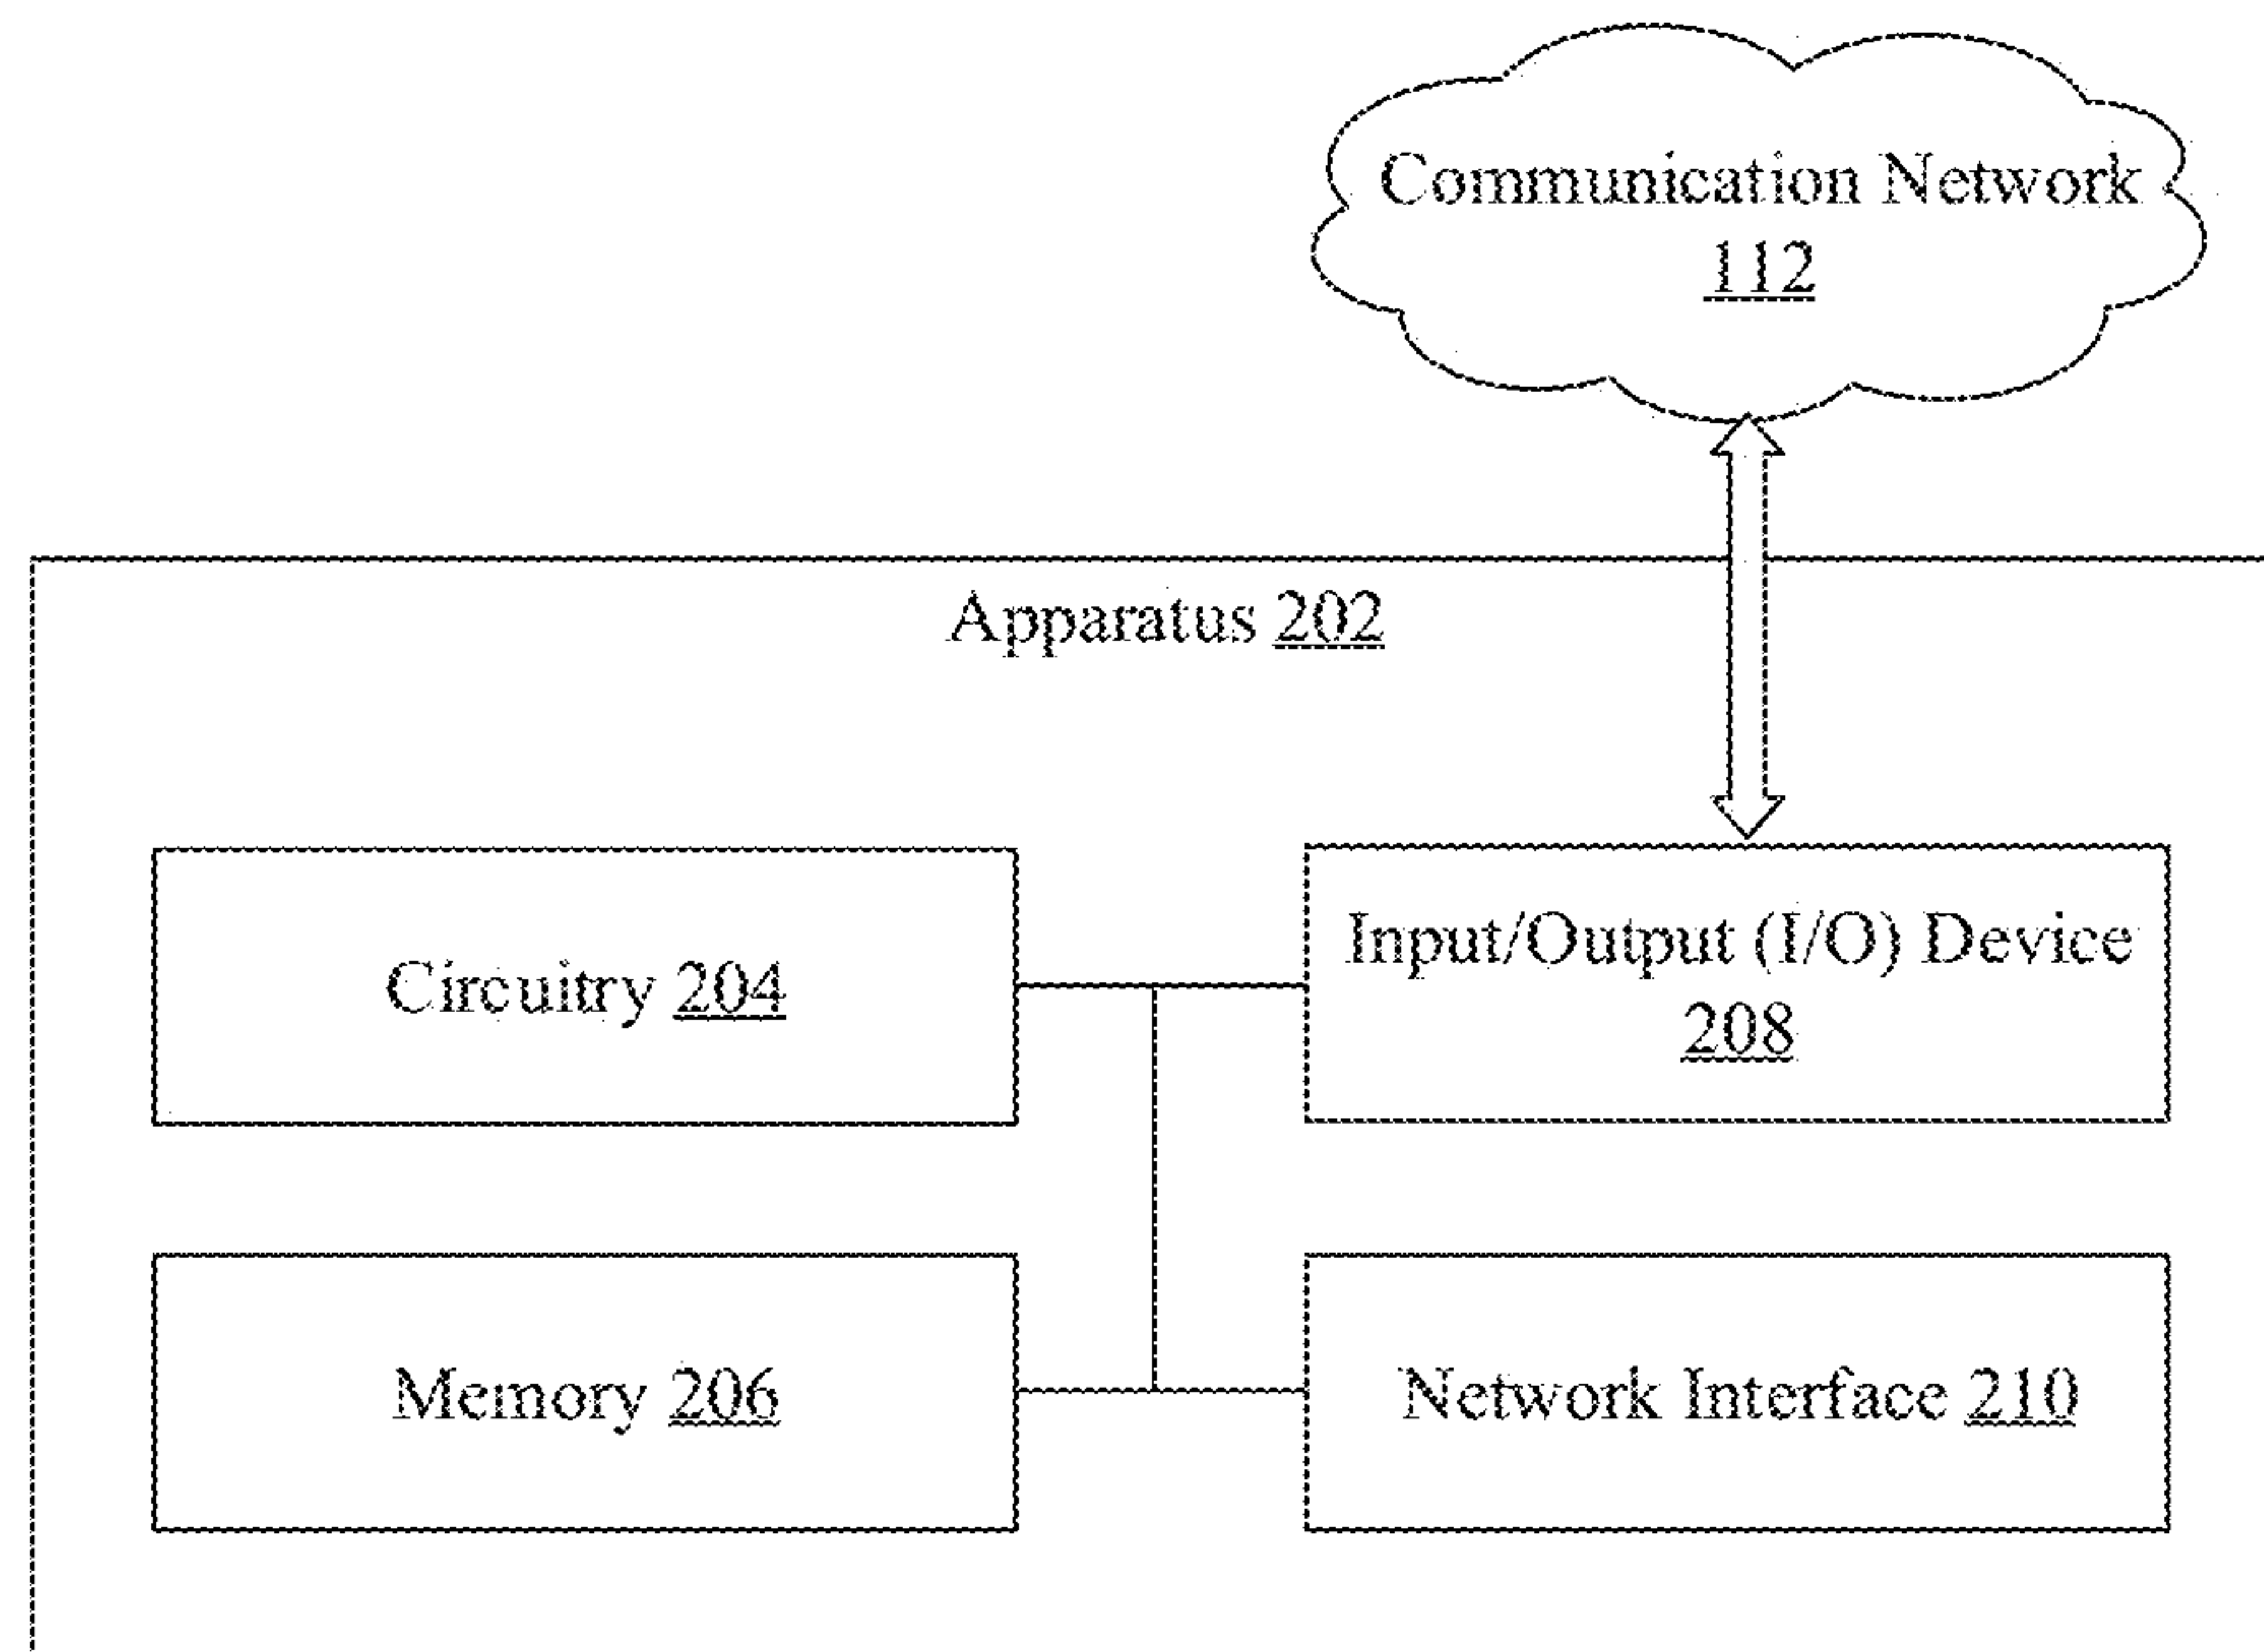 Communication Network
112
Apparatus 202
Circuitry 204
Input/Output (I/O) Device
208
Memory 206
Network Interface 210